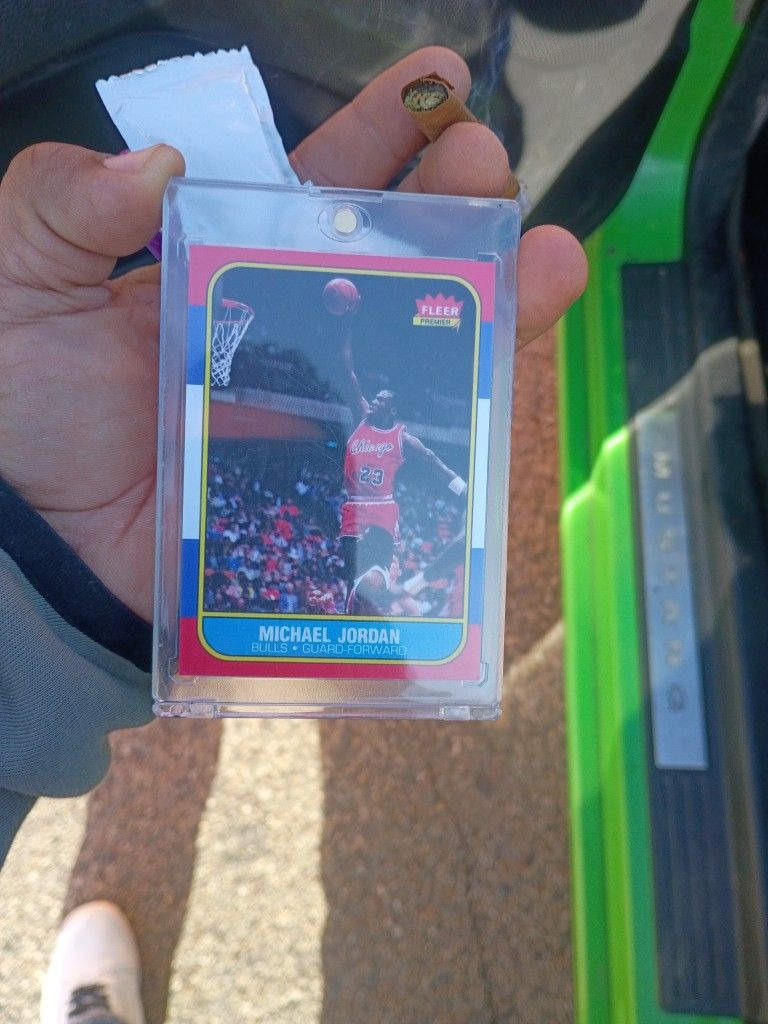 FLEER
PREMIER
Chicago
23
MICHAEL JORDAN
BULLS • GUARD-FORWARD
MUSTANG